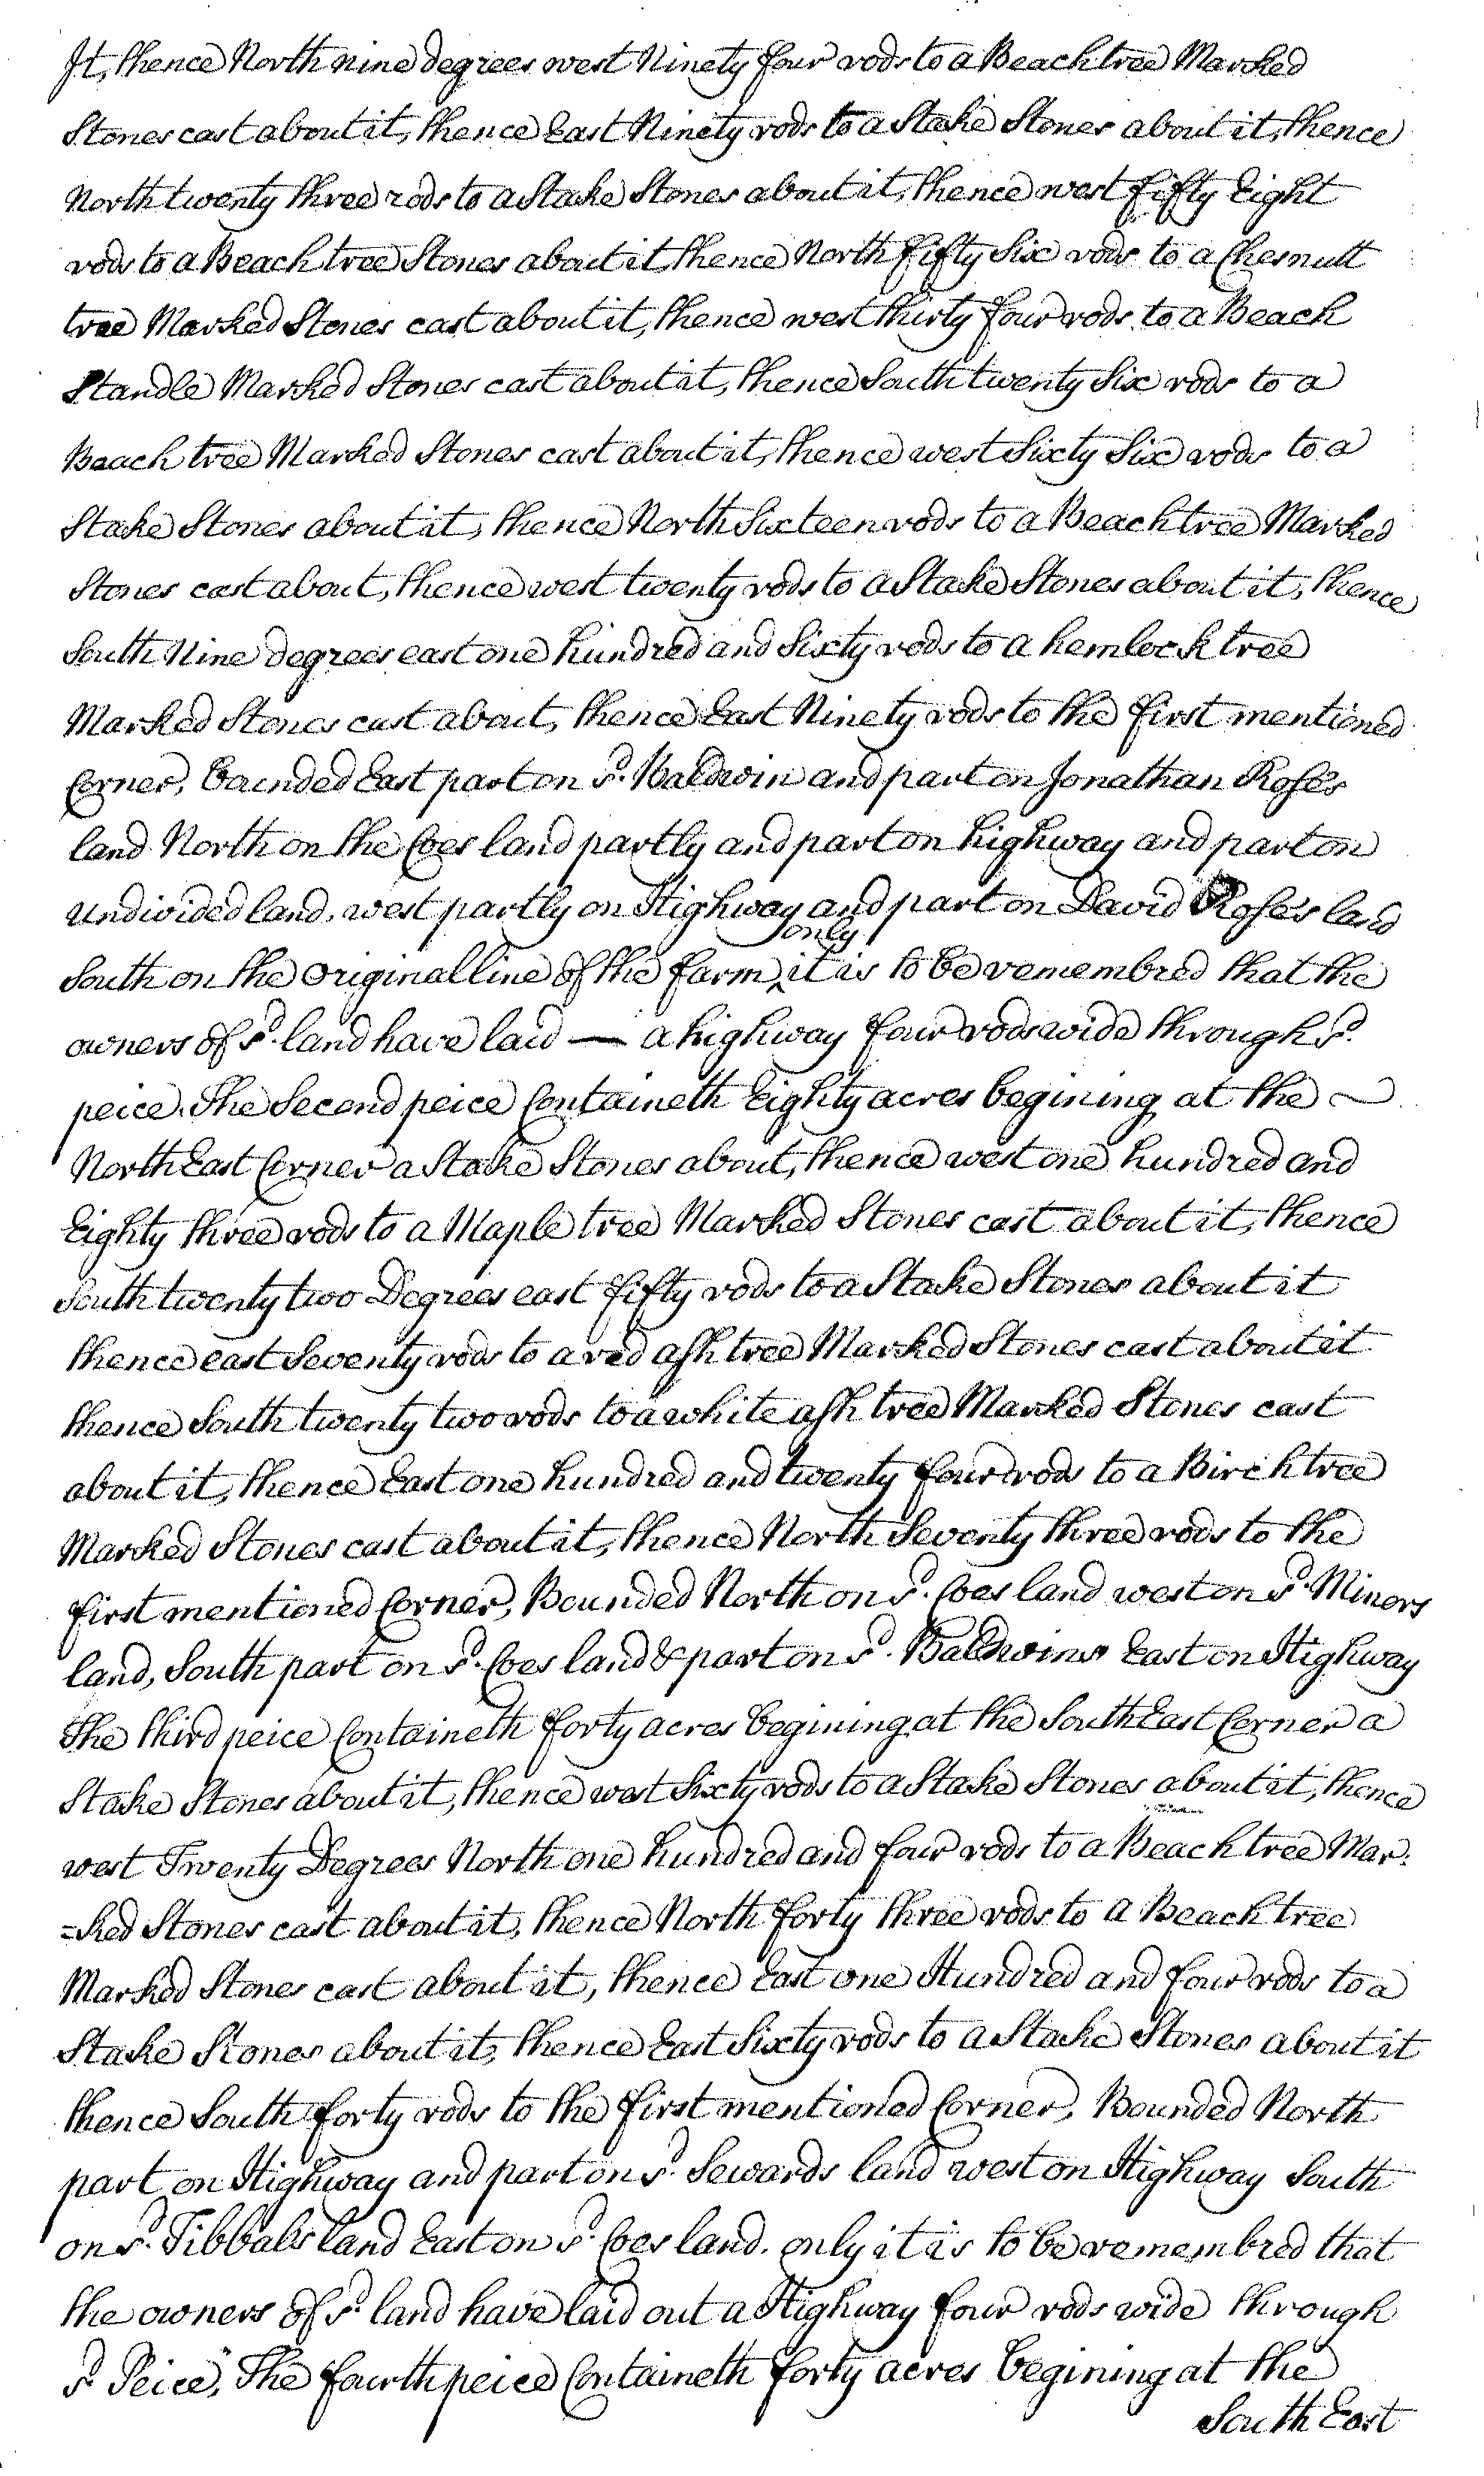 It, thence North nine degrees west Ninety four rods to a Beach tree Marked
Stones cast about it, thence East Ninety rods to a Stake Stones about it, thence
North twenty three rods to a Stake Stones about it, thence west fifty Eight
rods to a Beach tree Stones about it thence North fifty Six rods to a Chesnutt
tree Marked Stones cast about it, thence west thirty four rods to a Beach
Standle Marked Stones cast about it, thence South twenty Six rods to a
Beach tree Marked Stones cast about it, thence west Sixty Six rods to a
Stake Stones about it, thence North Sixteen rods to a Beach tree Marked
Stones cast about, thence west twenty rods to a Stake Stones about it, thence
South Nine degrees east one hundred and Sixty rods to a hemlock tree
Marked Stones cast about, thence East Ninety rods to the first mentioned
Corner, bounded East part on sd. Baldwin and part on Jonathan Roses
land North on the Coes land partly and part on highway and part on
undivided land, west partly on Highway and part on David Roses land
South on the original line of the farm, only it is to be remembred that the
owners of sd. land have laid — a highway four rods wide through sd.
peice. The Second peice Containeth Eighty acres begining at the ~
North East Corner a Stake Stones about, thence west one hundred and
Eighty three rods to a Maple tree Marked Stones cast about it, thence
South twenty two Degrees east fifty rods to a Stake Stones about it
thence east Seventy rods to a red ash tree Marked Stones cast about it
thence South twenty two rods to a white ash tree Marked Stones cast
about it, thence East one hundred and twenty four rods to a Birch tree
Marked Stones cast about it, thence North Seventy three rods to the
first mentioned Corner, Bounded North on sd. Coes land west on sd. Miners
land, South part on sd. Coes land & part on sd. Baldwins East on Highway
The third peice Containeth forty acres begining at the South East Corner a
Stake Stones about it, thence west Sixty rods to a Stake Stones about it, thence
west Twenty Degrees North one hundred and four rods to a Beach tree Mar:
=ked Stones cast about it, thence North forty three rods to a Beach tree
Marked Stones cast about it, thence East one Hundred and four rods to a
Stake Stones about it, thence East Sixty rods to a Stake Stones about it
thence South forty rods to the first mentioned Corner, Bounded North
part on Highway and part on sd. Sewards land west on Highway South
on sd. Tibbals land East on sd. Coes land. only it is to be remembred that
the owners of sd. land have laid out a Highway four rods wide through
sd. Peice, The fourth peice Containeth forty acres begining at the
South East